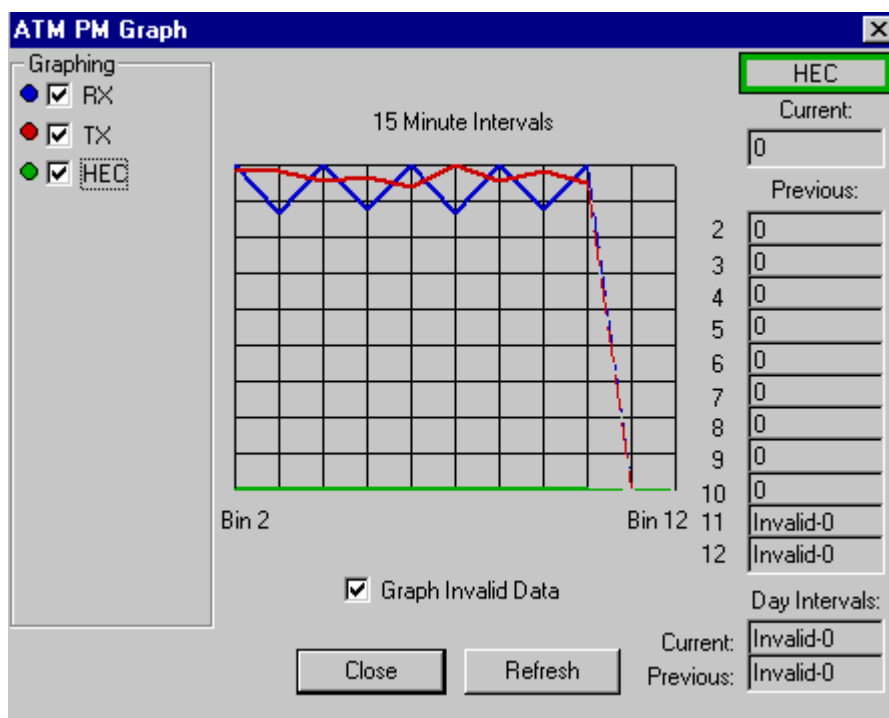 ATM PM Graph
Graphing
RX
TX
HEC
15 Minute Intervals
Bin 2
Bin 12
Graph Invalid Data
Close
Refresh
HEC
Current:
0
Previous:
2 0
3 0
4 0
5 0
6 0
7 0
8 0
9 0
10 0
11 Invalid-0
12 Invalid-0
Day Intervals:
Current: Invalid-0
Previous: Invalid-0